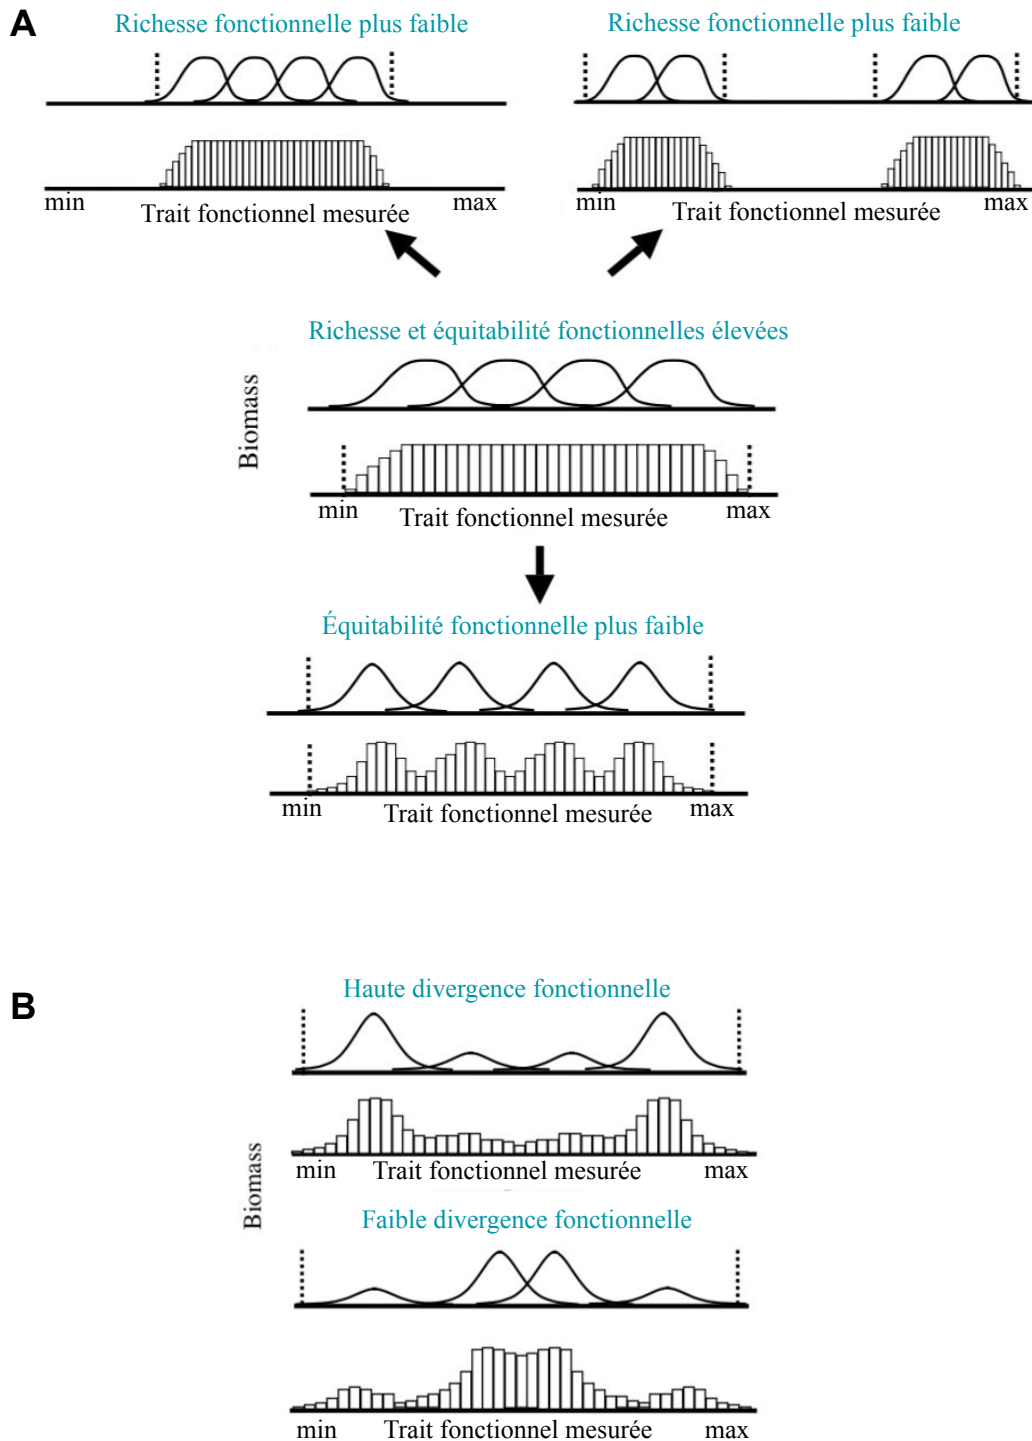 A
Richesse fonctionnelle plus faible
Richesse fonctionnelle plus faible
min
Trait fonctionnel mesurée
max
min
Trait fonctionnel mesurée
max
Richesse et équitabilité fonctionnelles élevées
Biomass
min
Trait fonctionnel mesurée
max
Équitabilité fonctionnelle plus faible
min
Trait fonctionnel mesurée
max
B
Haute divergence fonctionnelle
Biomass
min
Trait fonctionnel mesurée
max
Faible divergence fonctionnelle
min
Trait fonctionnel mesurée
max